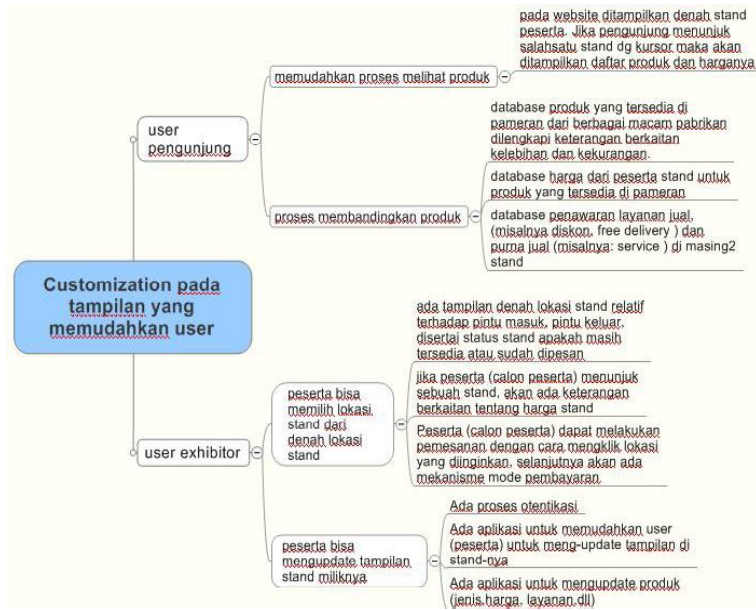 Customization pada
tampilan yang
memudahkan user
user
pengunjung
memudahkan proses melihat produk
pada website ditampilkan denah stand
peserta. Jika pengunjung menunjuk
salahsatu stand dg kursor maka akan
ditampilkan daftar produk dan harganya
proses membandingkan produk
database produk yang tersedia di
pameran dari berbagai macam pabrikan
dilengkapi keterangan berkaitan
kelebihan dan kekurangan.
database harga dari peserta stand untuk
produk yang tersedia di pameran
database penawaran layanan jual,
(misalnya diskon, free delivery ) dan
purna jual (misalnya: service ) di masing2
stand
user exhibitor
peserta bisa
memilih lokasi
stand dari
denah lokasi
stand
ada tampilan denah lokasi stand relatif
terhadap pintu masuk, pintu keluar,
disertai status stand apakah masih
tersedia atau sudah dipesan
jika peserta (calon peserta) menunjuk
sebuah stand, akan ada keterangan
berkaitan tentang harga stand
Peserta (calon peserta) dapat melakukan
pemesanan dengan cara mengklik lokasi
yang diinginkan, selanjutnya akan ada
mekanisme mode pembayaran.
peserta bisa
mengupdate tampilan
stand miliknya
Ada proses otentikasi
Ada aplikasi untuk memudahkan user
(peserta) untuk meng-update tampilan di
stand-nya
Ada aplikasi untuk mengupdate produk
(jenis,harga, layanan,dll)